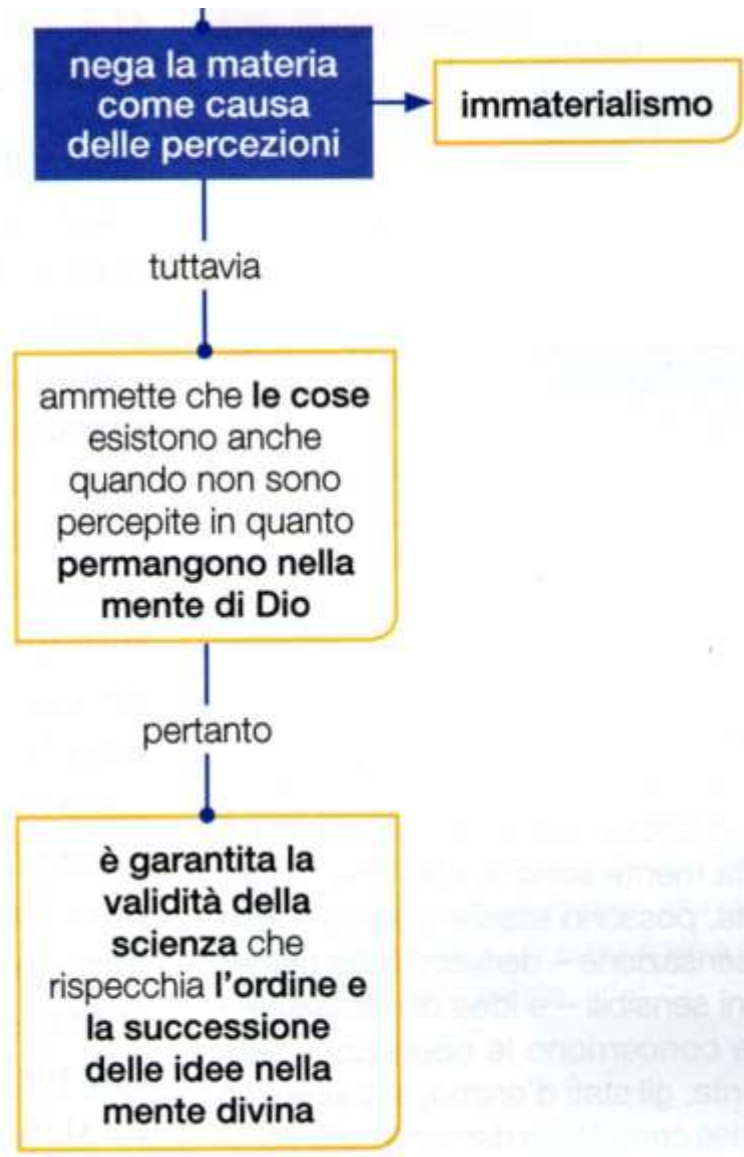 nega la materia
come causa
delle percezioni
immaterialismo
tuttavia
ammette che le cose
esistono anche
quando non sono
percepite in quanto
permangono nella
mente di Dio
pertanto
è garantita la
validità della
scienza che
rispecchia l'ordine e
la successione
delle idee nella
mente divina